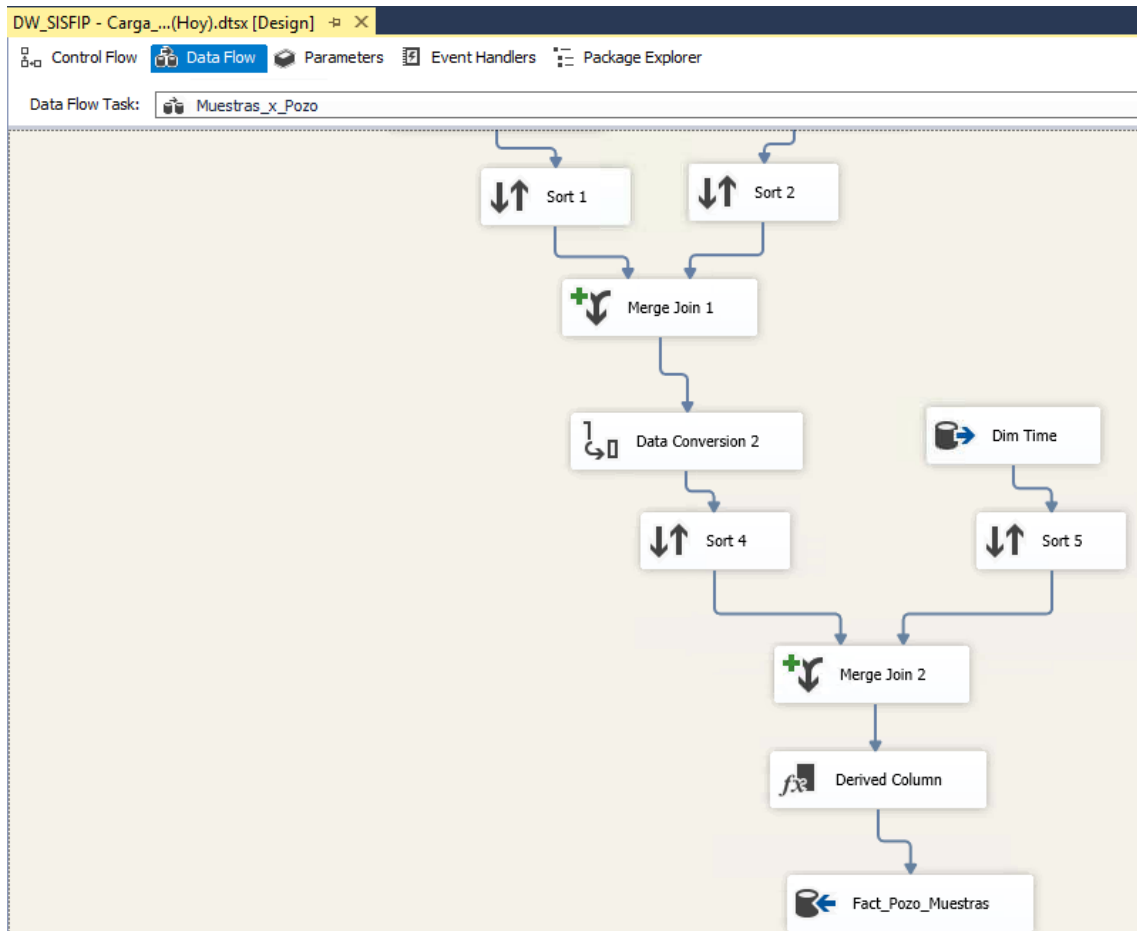 DW_SISFIP - Carga_...(Hoy).dtsx [Design]
Control Flow Data Flow Parameters Event Handlers Package Explorer
Data Flow Task: Muestras_x_Pozo
Sort 1 Sort 2
Merge Join 1
Data Conversion 2 Dim Time
Sort 4 Sort 5
Merge Join 2
fx Derived Column
Fact_Pozo_Muestras